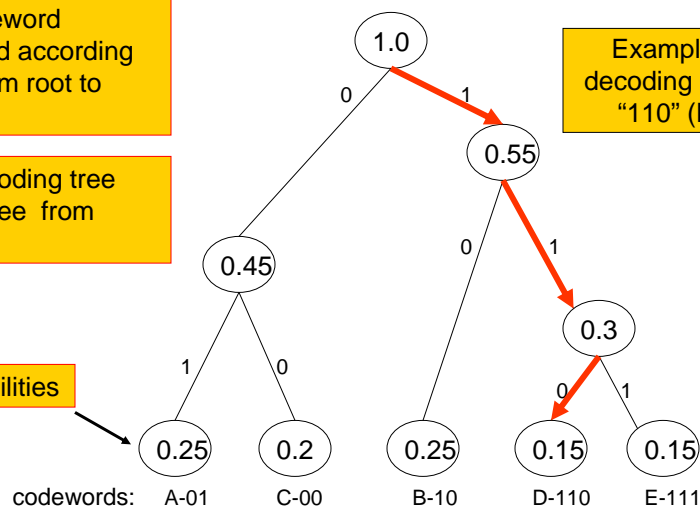 d according
m root to
1.0
Exampl
decoding
"110" (
0
1
0.55
oding tree
ee from
0
1
0.45
0.3
1
0
0
1
ilities
0.25
0.2
0.25
0.15
0.15
codewords: A-01 C-00 B-10 D-110 E-111